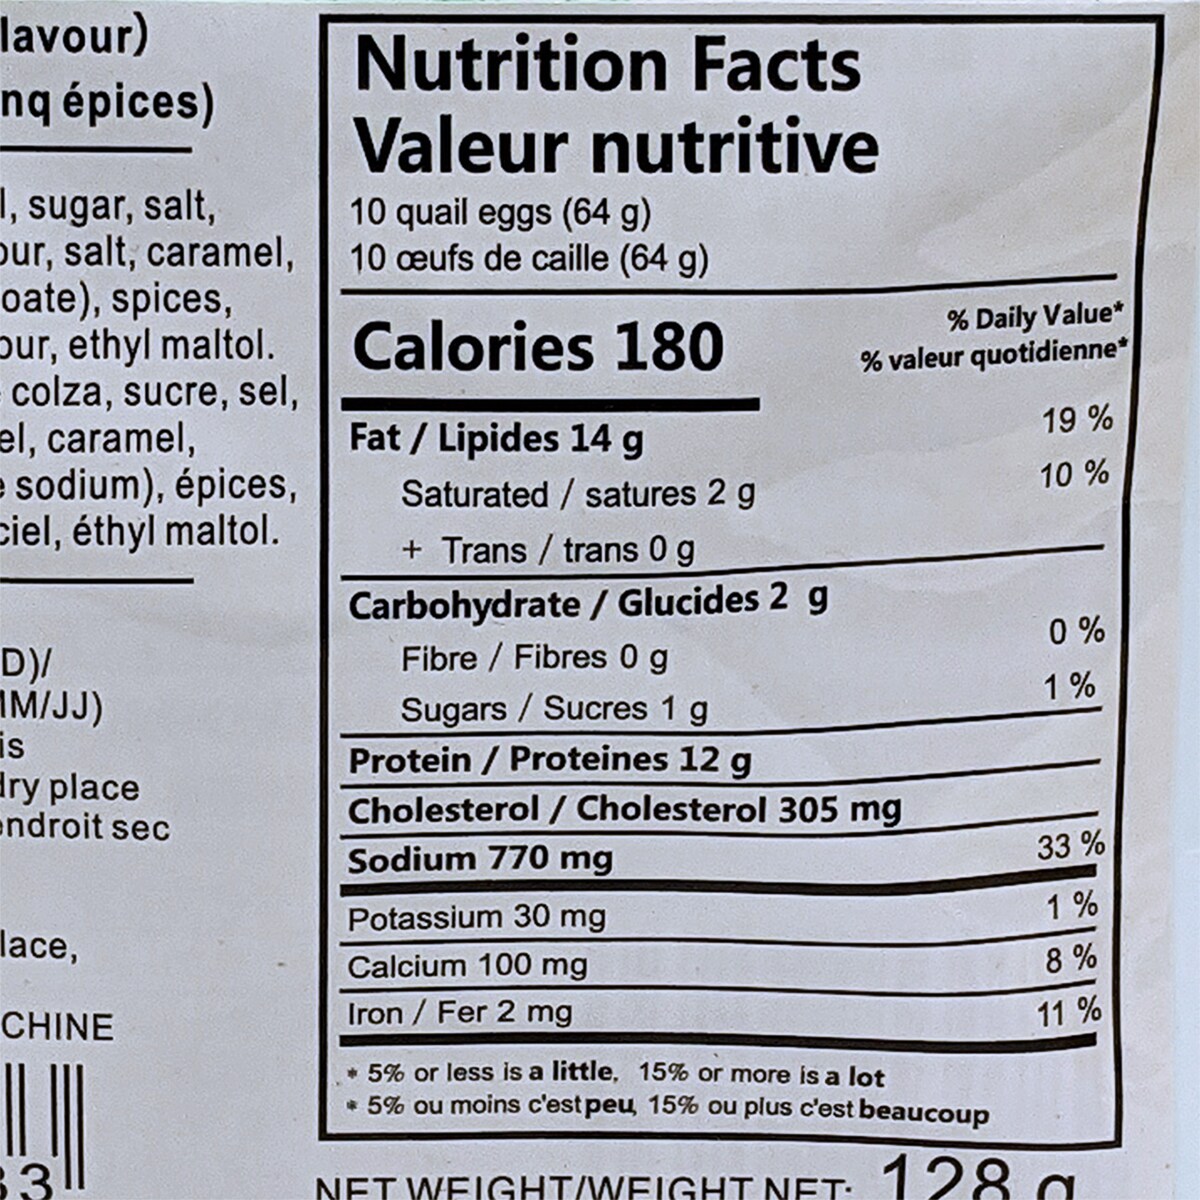 lavour)
nq épices)
l, sugar, salt,
our, salt, caramel,
oate), spices,
our, ethyl maltol.
colza, sucre, sel,
el, caramel,
sodium), épices,
ciel, éthyl maltol.
D)/
MM/JJ)
is
dry place
endroit sec
lace,
CHINE
3
Nutrition Facts
Valeur nutritive
10 quail eggs (64 g)
10 œufs de caille (64 g)
% Daily Value*
Calories 180
% valeur quotidienne*
Fat / Lipides 14 g 19 %
Saturated / satures 2 g 10 %
+ Trans / trans 0 g
Carbohydrate / Glucides 2 g
Fibre / Fibres 0 g 0 %
Sugars / Sucres 1 g 1 %
Protein / Proteines 12 g
Cholesterol / Cholesterol 305 mg
Sodium 770 mg 33 %
Potassium 30 mg 1 %
Calcium 100 mg 8 %
Iron / Fer 2 mg 11 %
* 5% or less is a little, 15% or more is a lot
* 5% ou moins c'est peu, 15% ou plus c'est beaucoup
NET WEIGHT/WEIGHT NET: 128 g